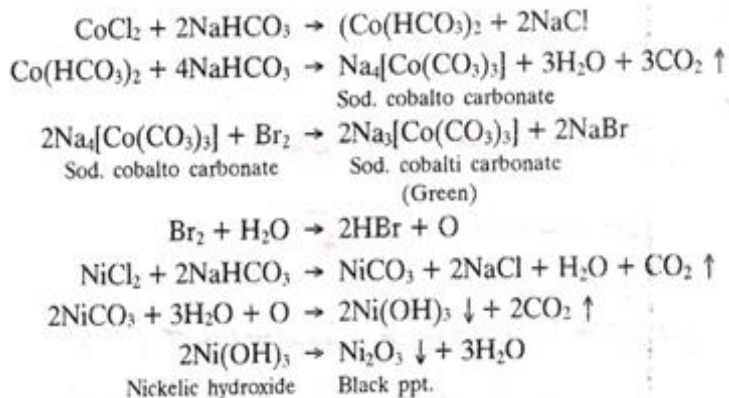 CoCl₂ + 2NaHCO₃ → (Co(HCO₃)₂ + 2NaCl
Co(HCO₃)₂ + 4NaHCO₃ → Na₄[Co(CO₃)₃] + 3H₂O + 3CO₂ ↑
Sod. cobalto carbonate
2Na₄[Co(CO₃)₃] + Br₂ → 2Na₃[Co(CO₃)₃] + 2NaBr
Sod. cobalto carbonate Sod. cobalti carbonate
(Green)
Br₂ + H₂O → 2HBr + O
NiCl₂ + 2NaHCO₃ → NiCO₃ + 2NaCl + H₂O + CO₂ ↑
2NiCO₃ + 3H₂O + O → 2Ni(OH)₃ ↓ + 2CO₂ ↑
2Ni(OH)₃ → Ni₂O₃ ↓ + 3H₂O
Nickelic hydroxide Black ppt.